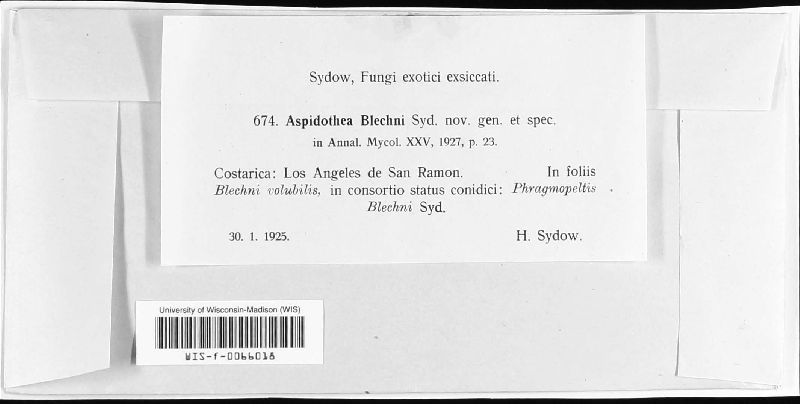 Sydow, Fungi exotici exsiccati.
674. Aspidothea Blechni Syd. nov. gen. et spec.
in Annal. Mycol. XXV, 1927, p. 23.
Costarica: Los Angeles de San Ramon. In foliis
Blechni volubilis, in consortio status conidici: Phragmopeltis
Blechni Syd.
30. 1. 1925. H. Sydow.
University of Wisconsin-Madison (WIS)
WIS-f-0066018